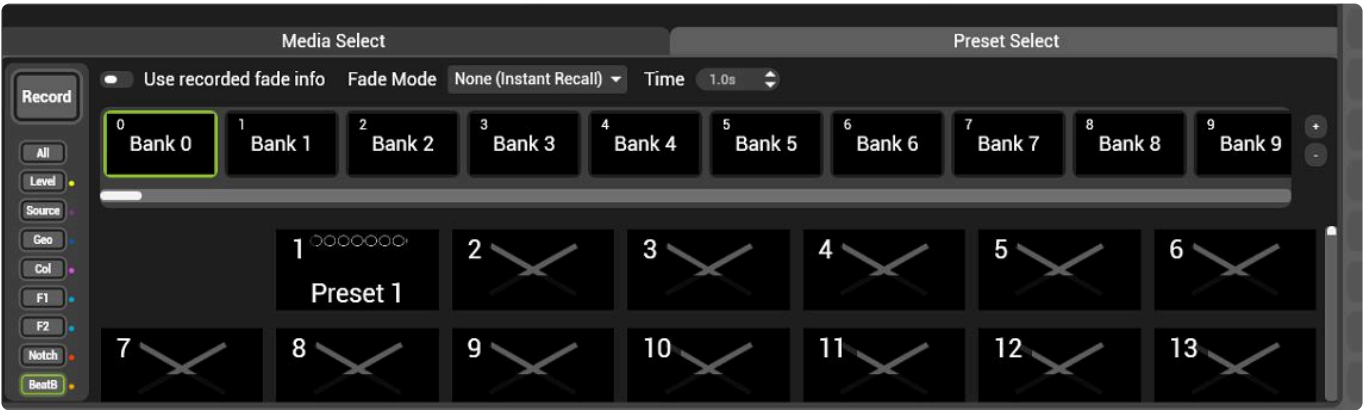 Media Select
Preset Select
Record
Use recorded fade info
Fade Mode
None (Instant Recall)
Time
1.0s
0
Bank 0
1
Bank 1
2
Bank 2
3
Bank 3
4
Bank 4
5
Bank 5
6
Bank 6
7
Bank 7
8
Bank 8
9
Bank 9
+
-
All
Level
Source
Geo
Col
F1
F2
Notch
BeatB
1
Preset 1
2
3
4
5
6
7
8
9
10
11
12
13